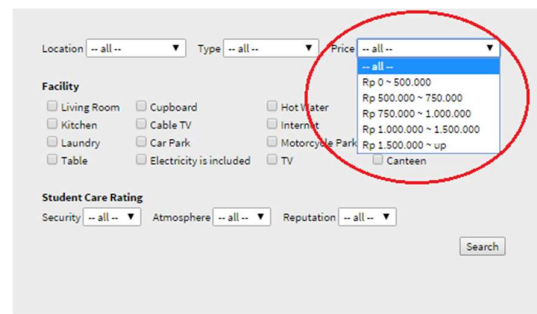 Location -- all -- Type -- all -- Price -- all --
-- all --
Rp 0 ~ 500.000
Rp 500.000 ~ 750.000
Rp 750.000 ~ 1.000.000
Rp 1.000.000 ~ 1.500.000
Rp 1.500.000 ~ up
Facility
Living Room Cupboard Hot Water
Kitchen Cable TV Internet
Laundry Car Park Motorcycle Park
Table Electricity is included TV Canteen
Student Care Rating
Security -- all -- Atmosphere -- all -- Reputation -- all --
Search